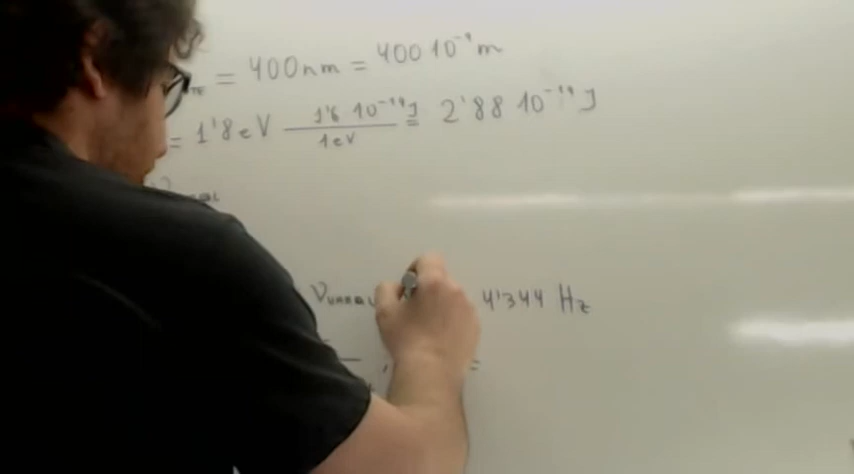 = 400nm = 400 10⁻⁹ m
= 1'8 eV 1'6 10⁻¹⁹ J / 1eV = 2'88 10⁻¹⁹ J
4'344 Hz
=